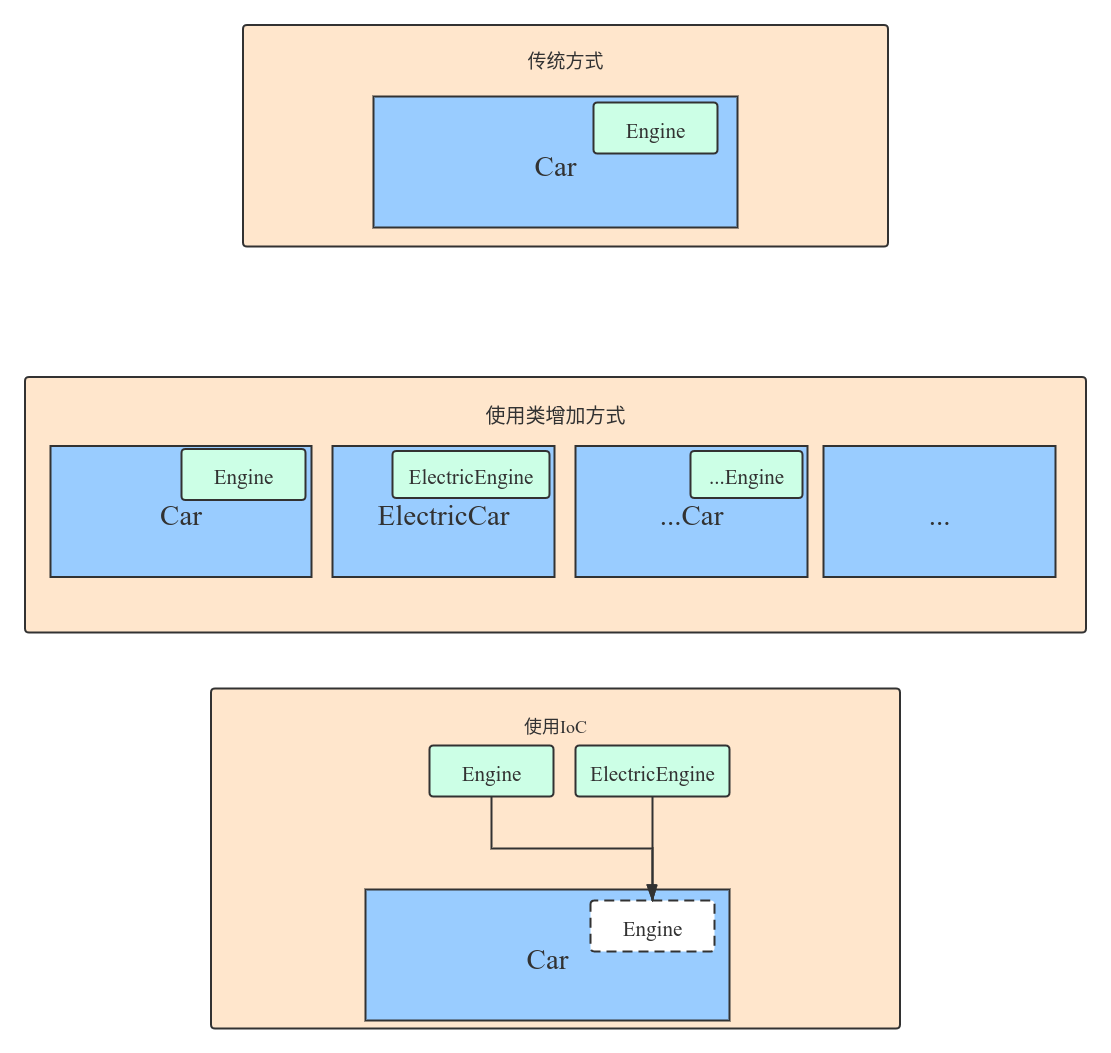 传统方式
Engine
Car
使用类增加方式
Engine
Car
ElectricEngine
ElectricCar
...Engine
...Car
...
使用IoC
Engine
ElectricEngine
Engine
Car